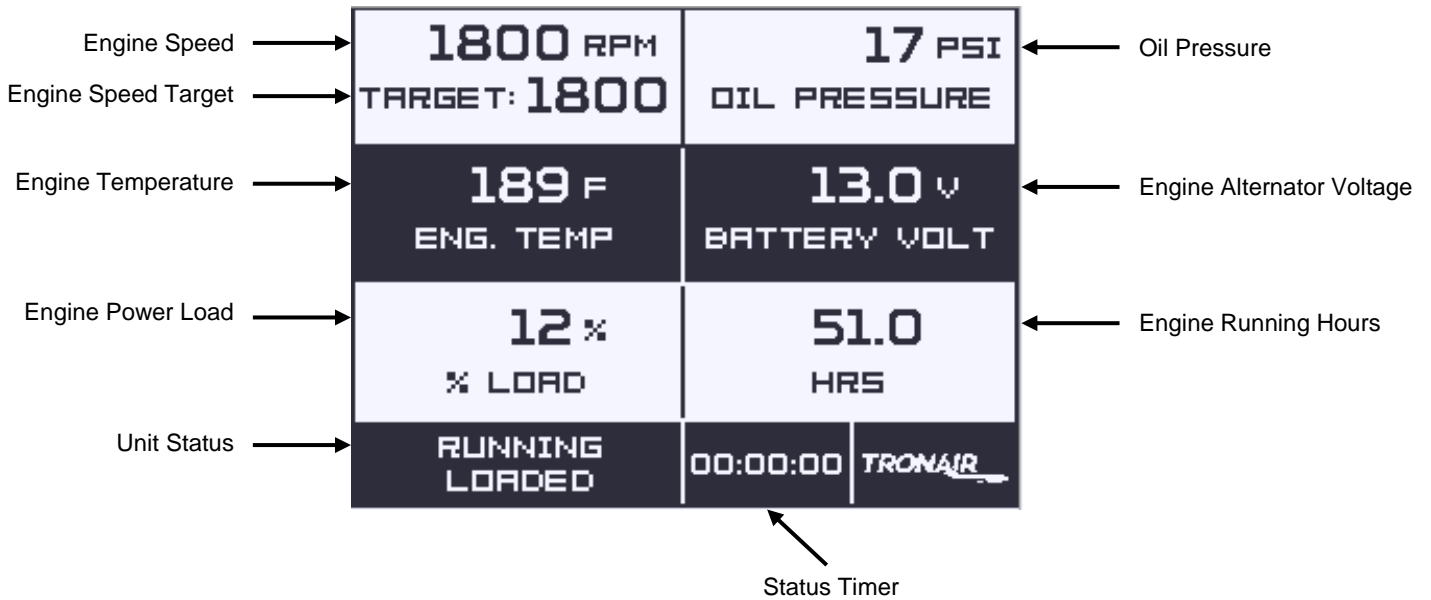 Engine Speed
1800 RPM
17 PSI
Oil Pressure
Engine Speed Target
TARGET: 1800
OIL PRESSURE
Engine Temperature
189 F
13.0 V
Engine Alternator Voltage
ENG. TEMP
BATTERY VOLT
Engine Power Load
12 %
51.0
Engine Running Hours
% LOAD
HRS
Unit Status
RUNNING
LOADED
00:00:00
TRONAIR
Status Timer